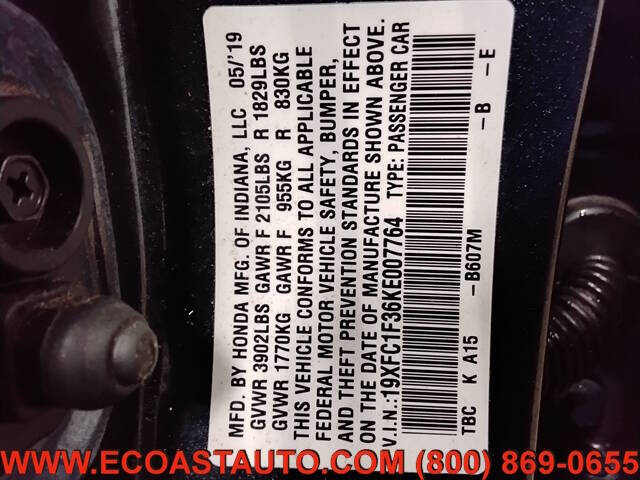 MFD. BY HONDA MFG. OF INDIANA, LLC 05/'19
GVWR 3902LBS GAWR F 2105LBS R 1829LBS
GVWR 1770KG GAWR F 955KG R 830KG
THIS VEHICLE CONFORMS TO ALL APPLICABLE
FEDERAL MOTOR VEHICLE SAFETY, BUMPER,
AND THEFT PREVENTION STANDARDS IN EFFECT
ON THE DATE OF MANUFACTURE SHOWN ABOVE.
V.I.N.: 19XFC1F38KE007764 TYPE: PASSENGER CAR
TBC K A15 -B607M -B -E
WWW.ECOASTAUTO.COM (800) 869-0655